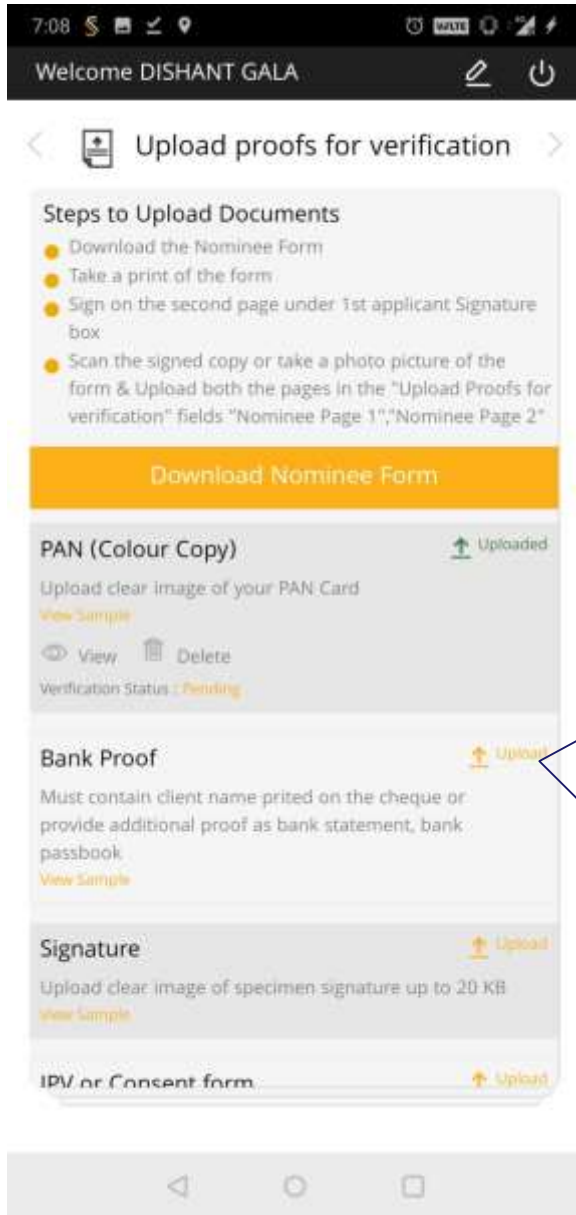 7:08
VoLTE
Welcome DISHANT GALA
Upload proofs for verification
Steps to Upload Documents
Download the Nominee Form
Take a print of the form
Sign on the second page under 1st applicant Signature
box
Scan the signed copy or take a photo picture of the
form & Upload both the pages in the "Upload Proofs for
verification" fields "Nominee Page 1","Nominee Page 2"
Download Nominee Form
PAN (Colour Copy)
Uploaded
Upload clear image of your PAN Card
View Sample
View Delete
Verification Status : Pending
Bank Proof
Upload
Must contain client name prited on the cheque or
provide additional proof as bank statement, bank
passbook
View Sample
Signature
Upload
Upload clear image of specimen signature up to 20 KB
View Sample
IPV or Consent form
Upload